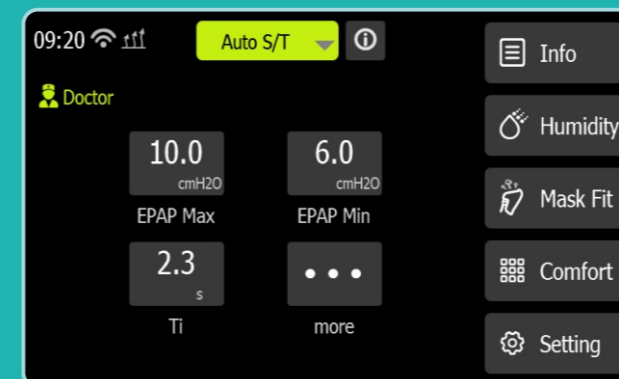 09:20
Auto S/T
Info
Doctor
Humidity
10.0
cmH2O
EPAP Max
6.0
cmH2O
EPAP Min
Mask Fit
2.3
s
Ti
more
Comfort
Setting